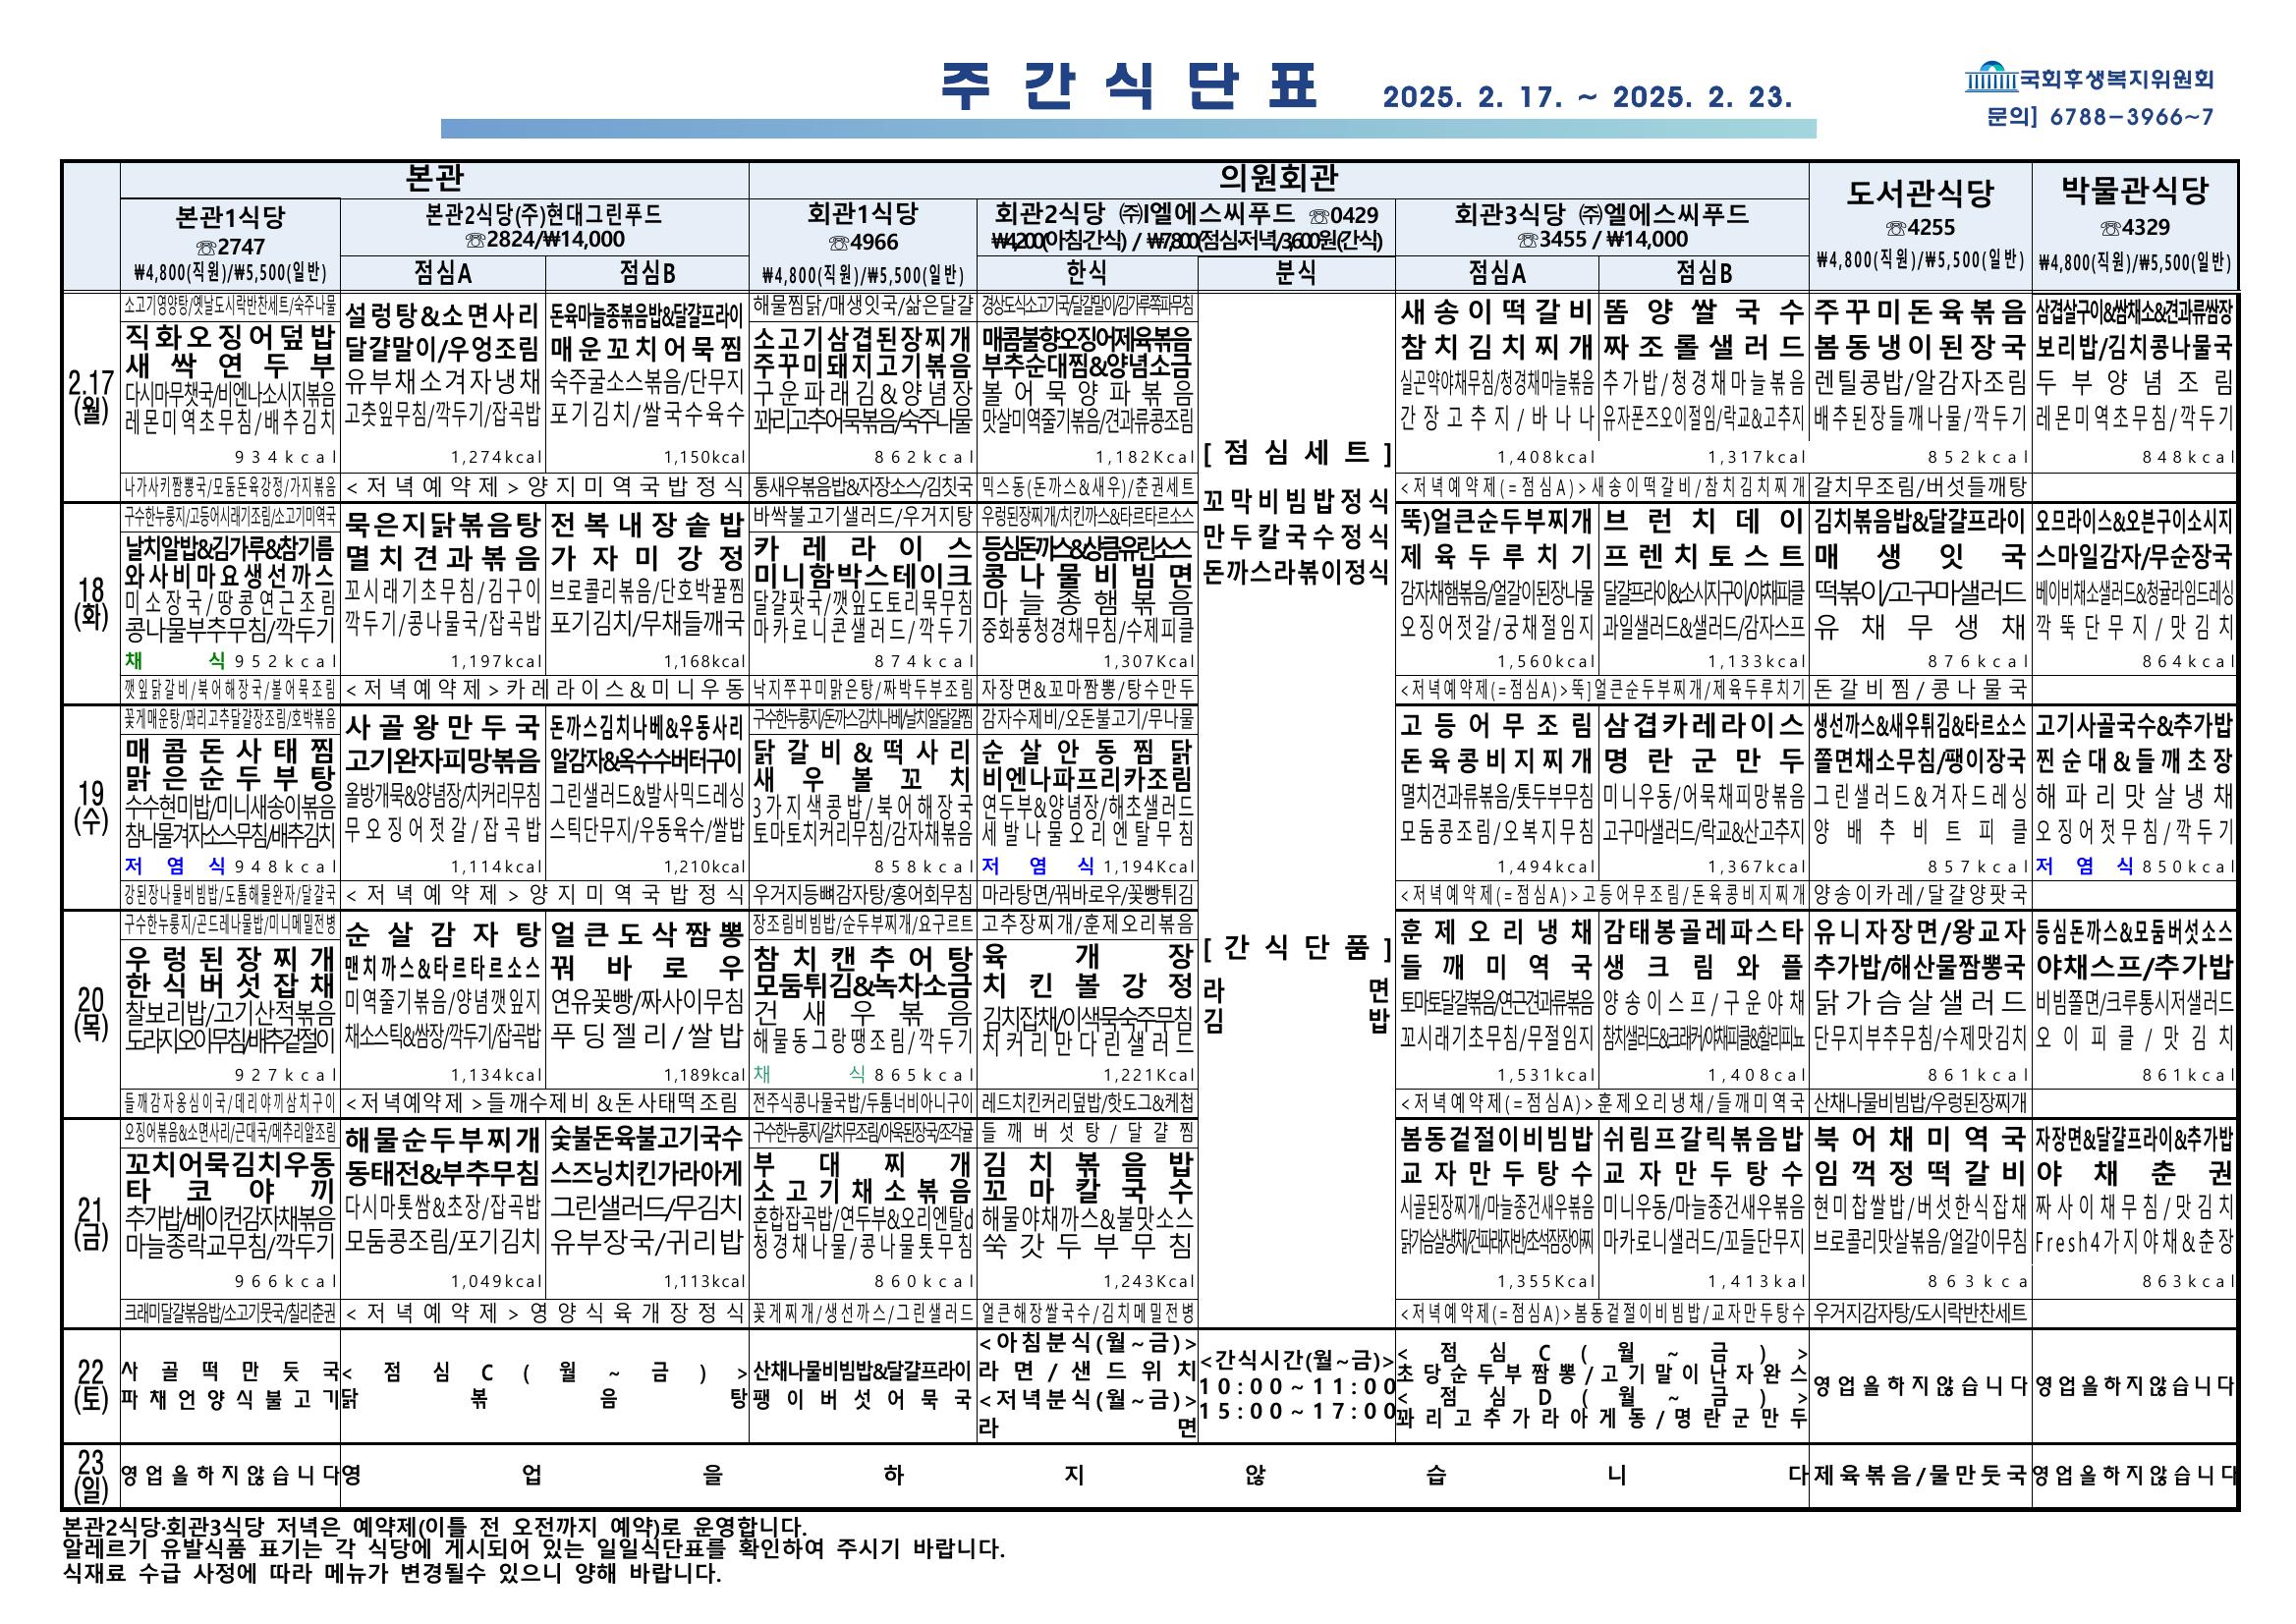 주간식단표 2025. 2. 17. ~ 2025. 2. 23.
국회후생복지위원회
문의] 6788-3966~7
본관
의원회관
도서관식당
☏4255
₩4,800(직원)/₩5,500(일반)
박물관식당
☏4329
₩4,800(직원)/₩5,500(일반)
본관1식당
☏2747
₩4,800(직원)/₩5,500(일반)
본관2식당(주)현대그린푸드
☏2824/₩14,000
점심A
점심B
회관1식당
☏4966
₩4,800(직원)/₩5,500(일반)
회관2식당 ㈜엘에스씨푸드 ☏0429
₩4,200(아침·간식) / ₩7,800(점심·저녁/3,600원(간식)
한식
분식
회관3식당 ㈜엘에스씨푸드
☏3455 / ₩14,000
점심A
점심B
2.17
(월)
소고기영양탕/옛날도시락반찬세트/숙주나물
직화오징어덮밥
새싹연두부
다시마무챗국/비엔나소시지볶음
레몬미역초무침/배추김치
934kcal
나가사키짬뽕국/모둠돈육강정/가지볶음
설렁탕&소면사리
달걀말이/우엉조림
유부채소겨자냉채
고춧잎무침/깍두기/잡곡밥
1,274kcal
돈육마늘종볶음밥&달걀프라이
매운꼬치어묵찜
숙주굴소스볶음/단무지
포기김치/쌀국수육수
1,150kcal
<저녁예약제>양지미역국밥정식
해물찜닭/매생잇국/삶은달걀
소고기삼겹된장찌개
주꾸미돼지고기볶음
구운파래김&양념장
꽈리고추어묵볶음/숙주나물
862kcal
통새우볶음밥&자장소스/김칫국
경상도식소고기국/달걀말이/김가루쪽파무침
매콤불향오징어제육볶음
부추순대찜&양념소금
볼어묵양파볶음
맛살미역줄기볶음/견과류콩조림
1,182Kcal
믹스동(돈까스&새우)/춘권세트
[점심세트]
꼬막비빔밥정식
만두칼국수정식
돈까스라볶이정식
새송이떡갈비
참치김치찌개
실곤약야채무침/청경채마늘볶음
간장고추지/바나나
1,408kcal
똠양쌀국수
짜조롤샐러드
추가밥/청경채마늘볶음
유자폰즈오이절임/락교&고추지
1,317kcal
<저녁예약제(=점심A)>새송이떡갈비/참치김치찌개
주꾸미돈육볶음
봄동냉이된장국
렌틸콩밥/알감자조림
배추된장들깨나물/깍두기
852kcal
갈치무조림/버섯들깨탕
삼겹살구이&쌈채소&견과류쌈장
보리밥/김치콩나물국
두부양념조림
레몬미역초무침/깍두기
848kcal
18
(화)
구수한누룽지/고등어시래기조림/소고기미역국
날치알밥&김가루&참기름
와사비마요생선까스
미소장국/땅콩연근조림
콩나물부추무침/깍두기
채식 952kcal
깻잎닭갈비/북어해장국/볼어묵조림
묵은지닭볶음탕
멸치견과볶음
꼬시래기초무침/김구이
깍두기/콩나물국/잡곡밥
1,197kcal
전복내장솥밥
가자미강정
브로콜리볶음/단호박꿀찜
포기김치/무채들깨국
1,168kcal
<저녁예약제>카레라이스&미니우동
바싹불고기샐러드/우거지탕
카레라이스
미니함박스테이크
달걀팟국/깻잎도토리묵무침
마카로니콘샐러드/깍두기
874kcal
낙지쭈꾸미맑은탕/짜박두부조림
우렁된장찌개/치킨까스&타르타르소스
등심돈까스&상큼유린소스
콩나물비빔면
마늘종햄볶음
중화풍청경채무침/수제피클
1,307Kcal
자장면&꼬마짬뽕/탕수만두
뚝)얼큰순두부찌개
제육두루치기
감자채햄볶음/얼갈이된장나물
오징어젓갈/궁채절임지
1,560kcal
브런치데이
프렌치토스트
달걀프라이&소시지구이/야채피클
과일샐러드&샐러드/감자스프
1,133kcal
<저녁예약제(=점심A)>뚝]얼큰순두부찌개/제육두루치기
김치볶음밥&달걀프라이
매생잇국
떡볶이/고구마샐러드
유채무생채
876kcal
돈갈비찜/콩나물국
오므라이스&오븐구이소시지
스마일감자/무순장국
베이비채소샐러드&청귤라임드레싱
깍뚝단무지/맛김치
864kcal
19
(수)
꽃게매운탕/꽈리고추달걀장조림/호박볶음
매콤돈사태찜
맑은순두부탕
수수현미밥/미니새송이볶음
참나물겨자소스무침/배추김치
저염식 948kcal
강된장나물비빔밥/도톰해물완자/달걀국
사골왕만두국
고기완자피망볶음
올방개묵&양념장/치커리무침
무오징어젓갈/잡곡밥
1,114kcal
돈까스김치나베&우동사리
알감자&옥수수버터구이
그린샐러드&발사믹드레싱
스틱단무지/우동육수/쌀밥
1,210kcal
<저녁예약제>양지미역국밥정식
구수한누룽지/돈까스김치나베/날치알달걀찜
닭갈비&떡사리
새우볼꼬치
3가지색콩밥/북어해장국
토마토치커리무침/감자채볶음
858kcal
우거지등뼈감자탕/홍어회무침
감자수제비/오돈불고기/무나물
순살안동찜닭
비엔나파프리카조림
연두부&양념장/해초샐러드
세발나물오리엔탈무침
저염식 1,194Kcal
마라탕면/꿔바로우/꽃빵튀김
고등어무조림
돈육콩비지찌개
멸치견과류볶음/톳두부무침
모둠콩조림/오복지무침
1,494kcal
삼겹카레라이스
명란군만두
미니우동/어묵채피망볶음
고구마샐러드/락교&산고추지
1,367kcal
<저녁예약제(=점심A)>고등어무조림/돈육콩비지찌개
생선까스&새우튀김&타르소스
쫄면채소무침/팽이장국
그린샐러드&겨자드레싱
양배추비트피클
857kcal
양송이카레/달걀양팟국
고기사골국수&추가밥
찐순대&들깨초장
해파리맛살냉채
오징어젓무침/깍두기
저염식 850kcal
20
(목)
구수한누룽지/곤드레나물밥/미니메밀전병
우렁된장찌개
한식버섯잡채
찰보리밥/고기산적볶음
도라지오이무침/배추겉절이
927kcal
들깨감자옹심이국/데리야끼삼치구이
순살감자탕
맨치까스&타르타르소스
미역줄기볶음/양념깻잎지
채소스틱&쌈장/깍두기/잡곡밥
1,134kcal
얼큰도삭짬뽕
꿔바로우
연유꽃빵/짜사이무침
푸딩젤리/쌀밥
1,189kcal
<저녁예약제>들깨수제비&돈사태떡조림
장조림비빔밥/순두부찌개/요구르트
참치캔추어탕
모둠튀김&녹차소금
건새우볶음
해물동그랑땡조림/깍두기
채식 865kcal
전주식콩나물국밥/두툼너비아니구이
고추장찌개/훈제오리볶음
육개장
치킨볼강정
김치잡채/이색묵숙주무침
치커리만다린샐러드
1,221Kcal
레드치킨커리덮밥/핫도그&케첩
[간식단품]
라면
김밥
훈제오리냉채
들깨미역국
토마토달걀볶음/연근견과류볶음
꼬시래기초무침/무절임지
1,531kcal
감태봉골레파스타
생크림와플
양송이스프/구운야채
참치샐러드&크래커/야채피클&할리피뇨
1,408cal
<저녁예약제(=점심A)>훈제오리냉채/들깨미역국
유니자장면/왕교자
추가밥/해산물짬뽕국
닭가슴살샐러드
단무지부추무침/수제맛김치
861kcal
산채나물비빔밥/우렁된장찌개
등심돈까스&모둠버섯소스
야채스프/추가밥
비빔쫄면/크루통시저샐러드
오이피클/맛김치
861kcal
21
(금)
오징어볶음&소면사리/근대국/메추리알조림
꼬치어묵김치우동
타코야끼
추가밥/베이컨감자채볶음
마늘종락교무침/깍두기
966kcal
크래미달걀볶음밥/소고기뭇국/칠리춘권
해물순두부찌개
동태전&부추무침
다시마톳쌈&초장/잡곡밥
모둠콩조림/포기김치
1,049kcal
숯불돈육불고기국수
스즈닝치킨가라아게
그린샐러드/무김치
유부장국/귀리밥
1,113kcal
<저녁예약제>영양식육개장정식
구수한누룽지/갈치무조림/아욱된장국/조각귤
부대찌개
소고기채소볶음
혼합잡곡밥/연두부&오리엔탈d
청경채나물/콩나물톳무침
860kcal
꽃게찌개/생선까스/그린샐러드
들깨버섯탕/달걀찜
김치볶음밥
꼬마칼국수
해물야채까스&불맛소스
쑥갓두부무침
1,243Kcal
얼큰해장쌀국수/김치메밀전병
봄동겉절이비빔밥
교자만두탕수
시골된장찌개/마늘종건새우볶음
닭가슴살냉채/건파래자반/초석잠장아찌
1,355Kcal
쉬림프갈릭볶음밥
교자만두탕수
미니우동/마늘종건새우볶음
마카로니샐러드/꼬들단무지
1,413kal
<저녁예약제(=점심A)>봄동겉절이비빔밥/교자만두탕수
북어채미역국
임꺽정떡갈비
현미찹쌀밥/버섯한식잡채
브로콜리맛살볶음/얼갈이무침
863kca
우거지감자탕/도시락반찬세트
자장면&달걀프라이&추가밥
야채춘권
짜사이채무침/맛김치
Fresh4가지야채&춘장
863kcal
22
(토)
사골떡만둣국
파채언양식불고기
<점심C(월~금)>
닭볶음탕
산채나물비빔밥&달걀프라이
팽이버섯어묵국
<아침분식(월~금)>
라면/샌드위치
<저녁분식(월~금)>
라면
<간식시간(월~금)>
10:00~11:00
15:00~17:00
<점심C(월~금)>
초당순두부짬뽕/고기말이난자완스
<점심D(월~금)>
꽈리고추가라아게동/명란군만두
영업을하지않습니다
영업을하지않습니다
23
(일)
영업을하지않습니다
영업을하지않습니다
제육볶음/물만둣국
영업을하지않습니다
본관2식당·회관3식당 저녁은 예약제(이틀 전 오전까지 예약)로 운영합니다.
알레르기 유발식품 표기는 각 식당에 게시되어 있는 일일식단표를 확인하여 주시기 바랍니다.
식재료 수급 사정에 따라 메뉴가 변경될수 있으니 양해 바랍니다.